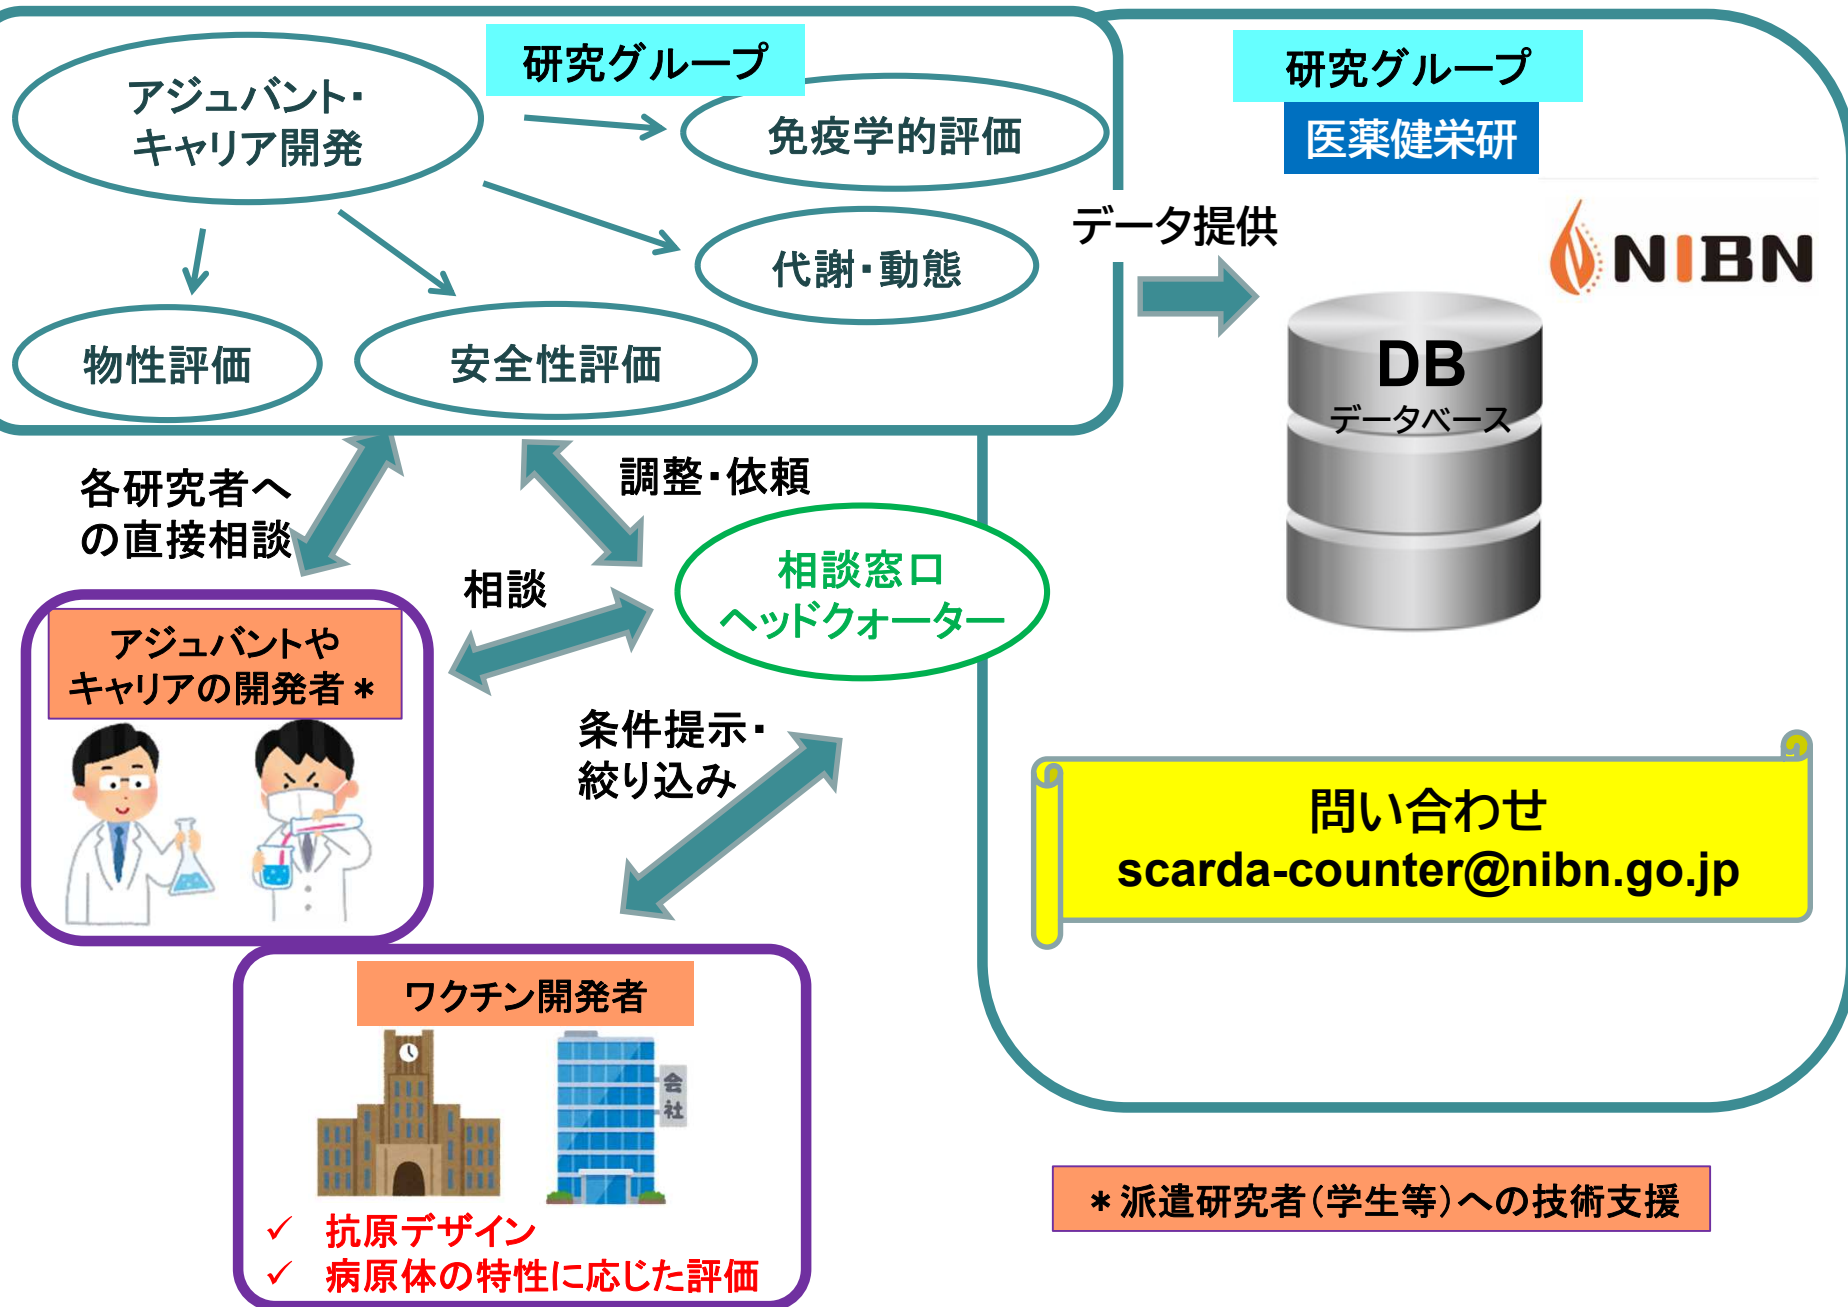 研究グループ
アジュバント・
キャリア開発
免疫学的評価
代謝・動態
物性評価
安全性評価
データ提供
研究グループ
医薬健栄研
NIBN
DB
データベース
各研究者へ
の直接相談
調整・依頼
相談
相談窓口
ヘッドクォーター
アジュバントや
キャリアの開発者＊
条件提示・
絞り込み
問い合わせ
scarda-counter@nibn.go.jp
ワクチン開発者
会
社
✓ 抗原デザイン
✓ 病原体の特性に応じた評価
＊派遣研究者(学生等)への技術支援